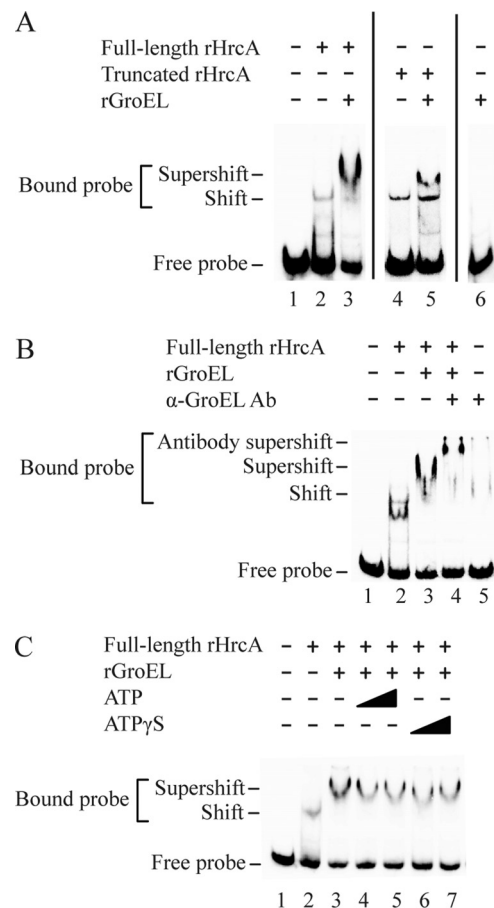 A
Full-length rHrcA - + + - - -
Truncated rHrcA - - - + + -
rGroEL - - + - + +
Bound probe
Supershift –
Shift –
Free probe –
1 2 3 4 5 6
B
Full-length rHrcA - + + + -
rGroEL - - + + -
α-GroEL Ab - - - + +
Bound probe
Antibody supershift –
Supershift –
Shift –
Free probe –
1 2 3 4 5
C
Full-length rHrcA - + + + + + +
rGroEL - - + + + + +
ATP - - - - -
ATPγS - - - - -
Bound probe
Supershift –
Shift –
Free probe –
1 2 3 4 5 6 7